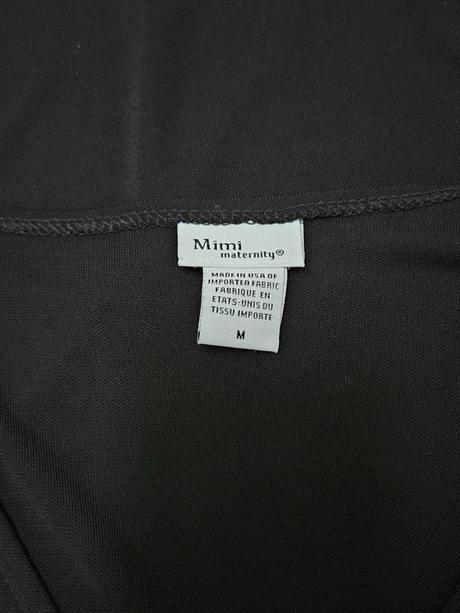 Mimi
maternity®
MADE IN USA OF
IMPORTED FABRIC
FABRIQUE EN
ETATS-UNIS DU
TISSU IMPORTE
M